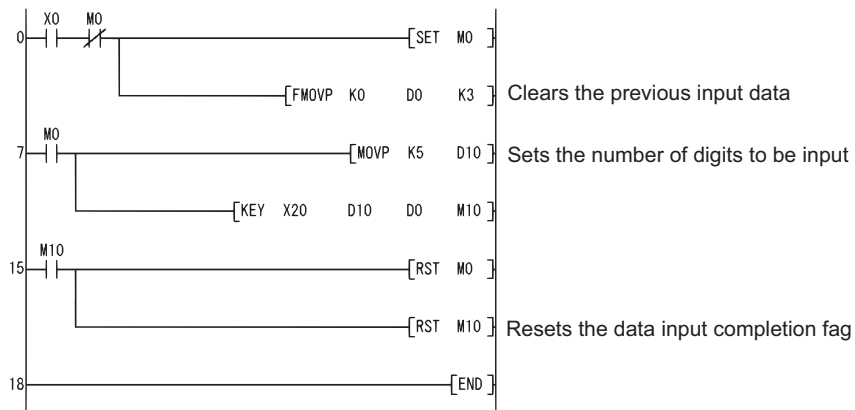 X0 M0
0 [SET M0 ]
[FMOVP K0 D0 K3 ] Clears the previous input data
M0
7 [MOVP K5 D10 ] Sets the number of digits to be input
[KEY X20 D10 D0 M10 ]
M10
15 [RST M0 ]
[RST M10 ] Resets the data input completion fag
18 [END ]